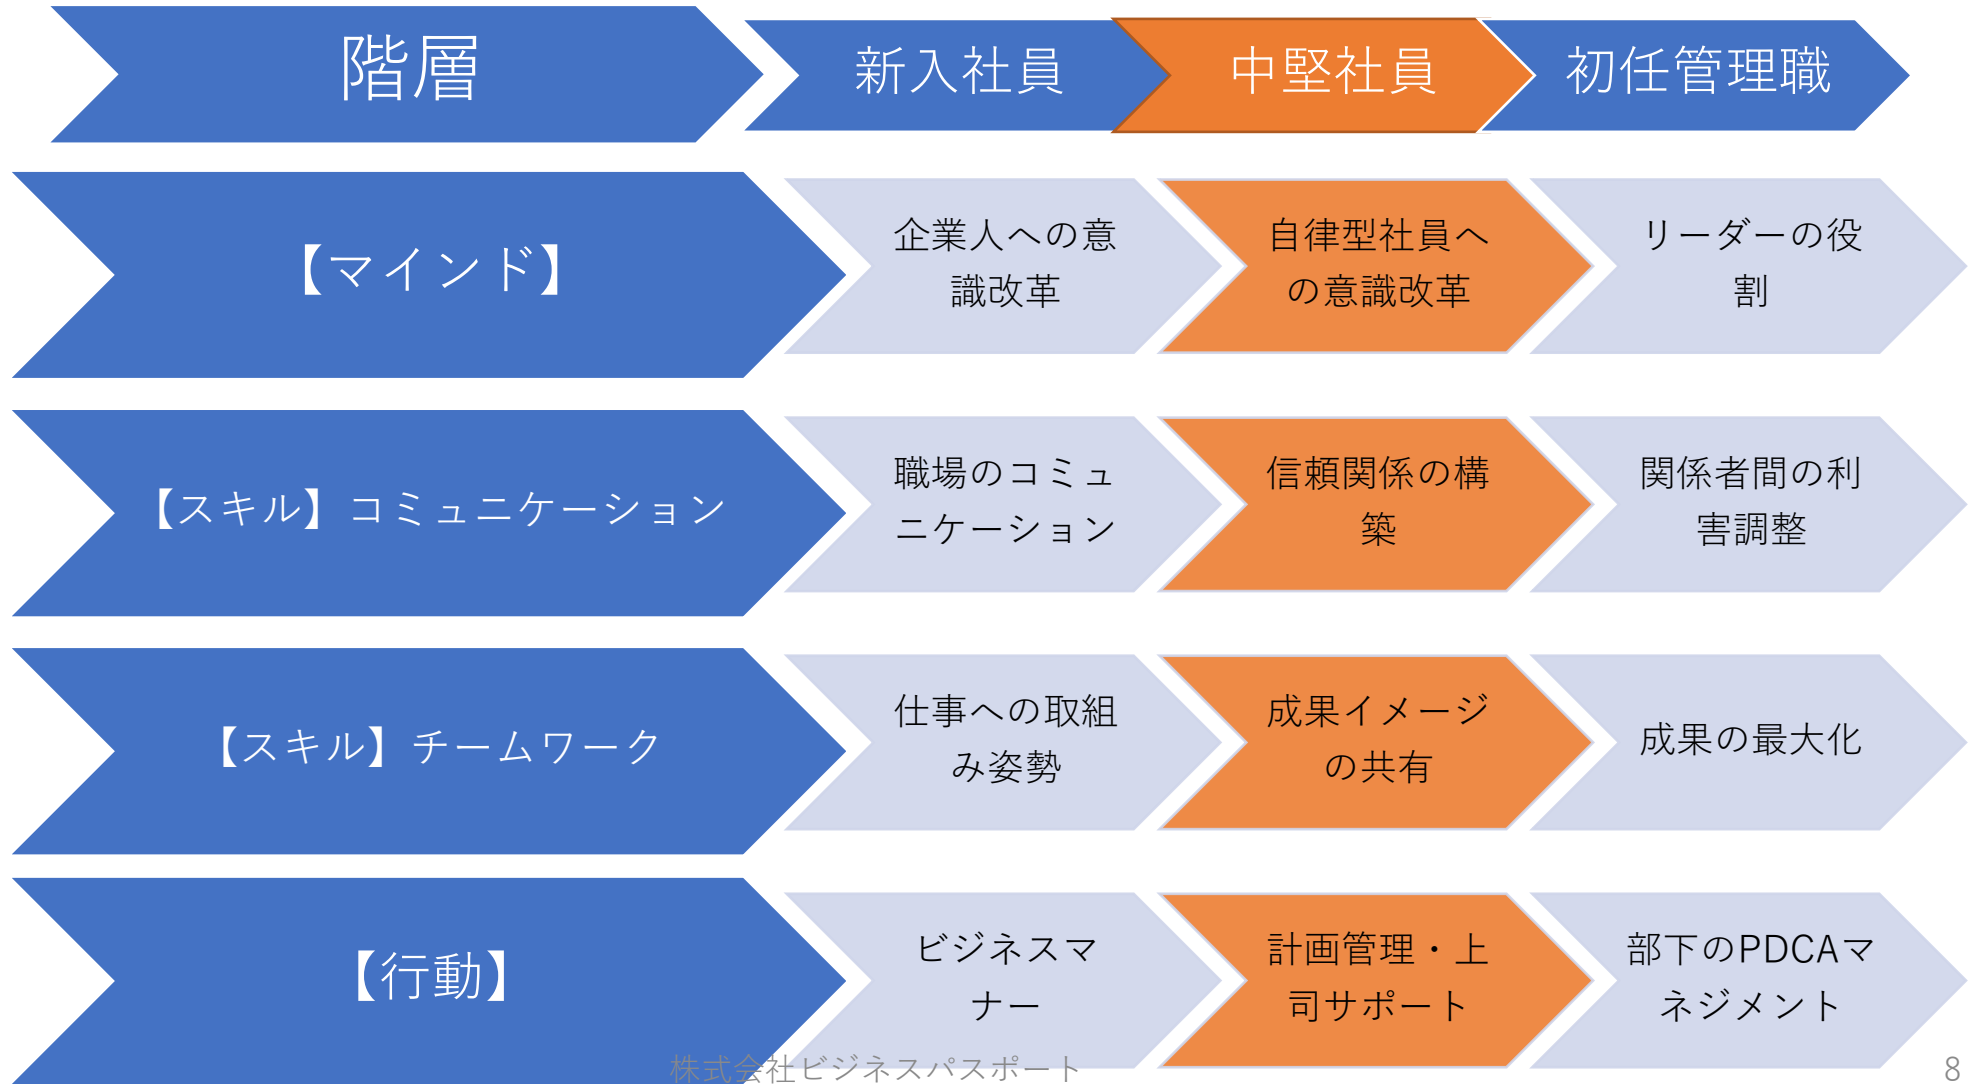 階層
新入社員
中堅社員
初任管理職
【マインド】
企業人への意
識改革
自律型社員へ
の意識改革
リーダーの役
割
【スキル】コミュニケーション
職場のコミュ
ニケーション
信頼関係の構
築
関係者間の利
害調整
【スキル】チームワーク
仕事への取組
み姿勢
成果イメージ
の共有
成果の最大化
【行動】
ビジネスマ
ナー
計画管理・上
司サポート
部下のPDCAマ
ネジメント
株式会社ビジネスパスポート
8